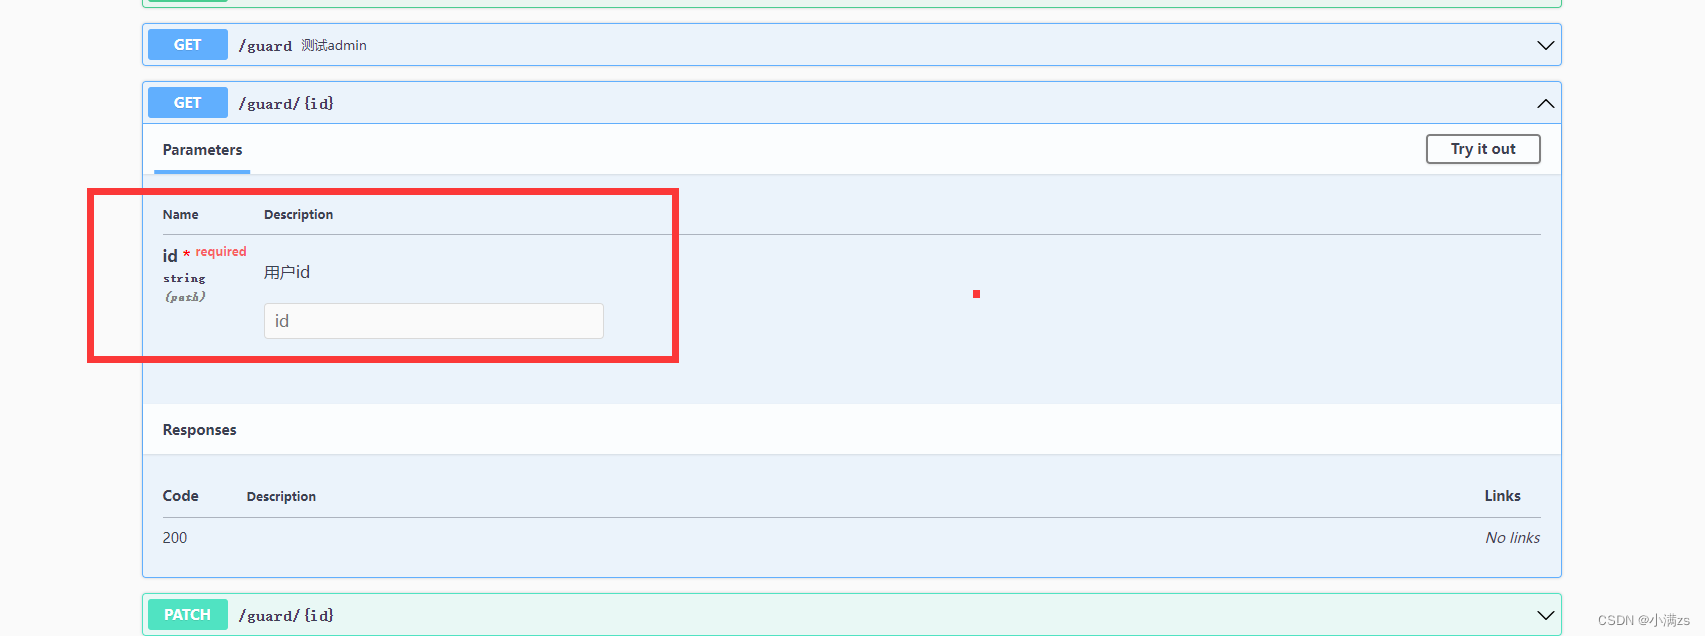 GET /guard 测试admin
GET /guard/{id}
Parameters
Try it out
Name Description
id * required
string
(path)
用户id
id
Responses
Code Description Links
200 No links
PATCH /guard/{id}
CSDN @小满zs